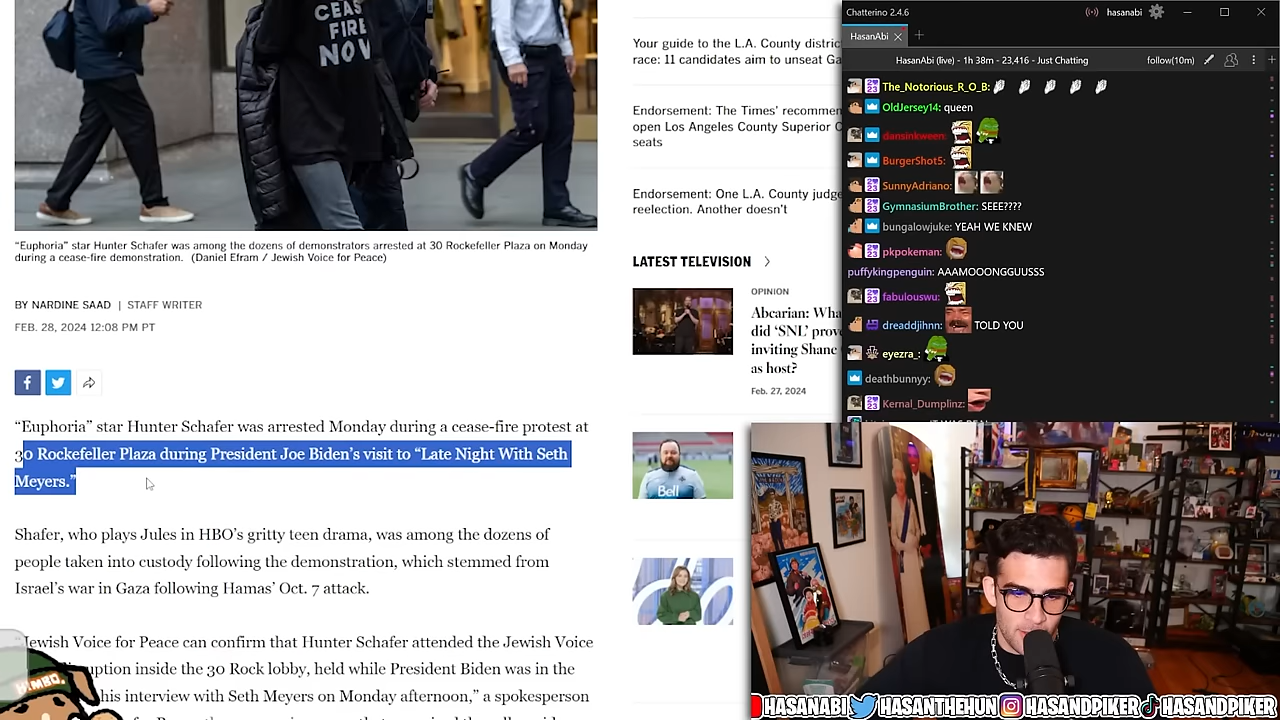 CEAS
FIRE
NOW
"Euphoria" star Hunter Schafer was among the dozens of demonstrators arrested at 30 Rockefeller Plaza on Monday
during a cease-fire demonstration. (Daniel Efram / Jewish Voice for Peace)
BY NARDINE SAAD | STAFF WRITER
FEB. 28, 2024 12:08 PM PT
“Euphoria” star Hunter Schafer was arrested Monday during a cease-fire protest at
30 Rockefeller Plaza during President Joe Biden’s visit to “Late Night With Seth
Meyers.”
Shafer, who plays Jules in HBO’s gritty teen drama, was among the dozens of
people taken into custody following the demonstration, which stemmed from
Israel’s war in Gaza following Hamas’ Oct. 7 attack.
“Jewish Voice for Peace can confirm that Hunter Schafer attended the Jewish Voice
uption inside the 30 Rock lobby, held while President Biden was in the
his interview with Seth Meyers on Monday afternoon,” a spokesperson
BIMBO.
Your guide to the L.A. County distric
race: 11 candidates aim to unseat Ga
Endorsement: The Times' recommen
open Los Angeles County Superior C
seats
Endorsement: One L.A. County judge
reelection. Another doesn't
LATEST TELEVISION
OPINION
Abcarian: Wha
did ‘SNL’ prov
inviting Shane
as host?
Feb. 27, 2024
Bell
Chatterino 2.4.6
hasanabi
HasanAbi
HasanAbi (live) - 1h 38m - 23,416 - Just Chatting
follow(10m)
The_Notorious_R_O_B:
OldJersey14: queen
dansinkween:
BurgerShot5:
SunnyAdriano:
GymnasiumBrother: SEEE????
bungalowjuke: YEAH WE KNEW
pkpokeman:
puffykingpenguin: AAAMOOONGGUUSSS
fabulouswu:
dreaddjihnn: TOLD YOU
eyezra_:
deathbunnyy:
Kernal_Dumplinz:
HASANABI HASANTHEHUN HASANDPIKER HASANDPIKER